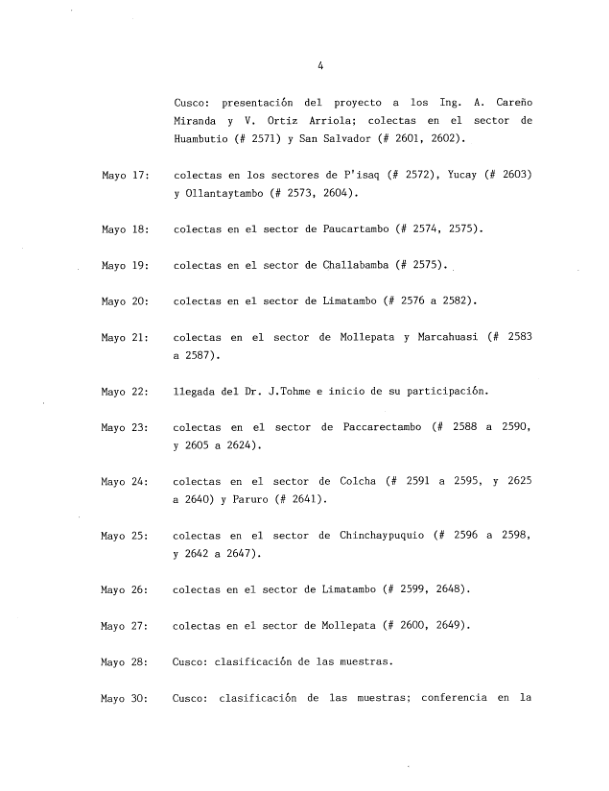 4
Cusco: presentación del proyecto a los Ing. A. Careño
Miranda y V. Ortiz Arriola; colectas en el sector de
Huambutio (# 2571) y San Salvador (# 2601, 2602).
Mayo 17: colectas en los sectores de P'isaq (# 2572), Yucay (# 2603)
y Ollantaytambo (# 2573, 2604).
Mayo 18: colectas en el sector de Paucartambo (# 2574, 2575).
Mayo 19: colectas en el sector de Challabamba (# 2575).
Mayo 20: colectas en el sector de Limatambo (# 2576 a 2582).
Mayo 21: colectas en el sector de Mollepata y Marcahuasi (# 2583
a 2587).
Mayo 22: llegada del Dr. J.Tohme e inicio de su participación.
Mayo 23: colectas en el sector de Paccarectambo (# 2588 a 2590,
y 2605 a 2624).
Mayo 24: colectas en el sector de Colcha (# 2591 a 2595, y 2625
a 2640) y Paruro (# 2641).
Mayo 25: colectas en el sector de Chinchaypuquio (# 2596 a 2598,
y 2642 a 2647).
Mayo 26: colectas en el sector de Limatambo (# 2599, 2648).
Mayo 27: colectas en el sector de Mollepata (# 2600, 2649).
Mayo 28: Cusco: clasificación de las muestras.
Mayo 30: Cusco: clasificación de las muestras; conferencia en la